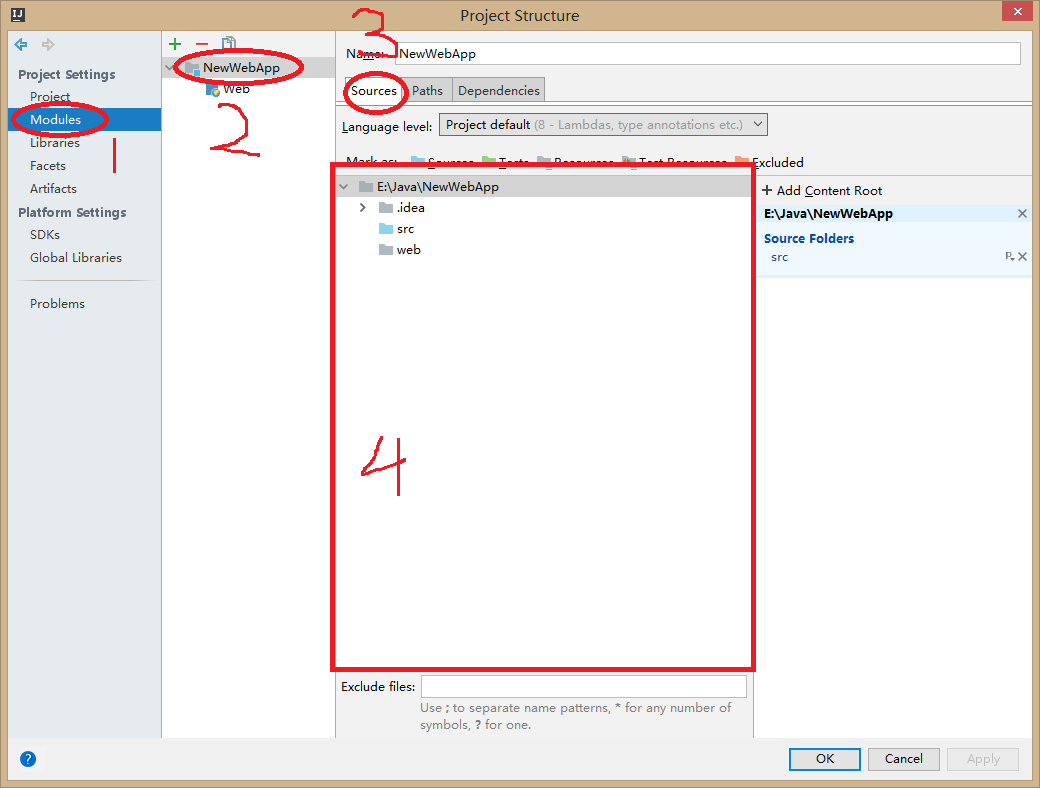 Project Structure
3
Name: NewWebApp
NewWebApp
Project Settings
Project
Web
Sources Paths Dependencies
Modules
2
Language level: Project default (8 - Lambdas, type annotations etc.)
Libraries
1
Facets
Mark as: Sources Tests Resources Test Resources Excluded
Artifacts
E:\Java\NewWebApp
+ Add Content Root
Platform Settings
.idea
E:\Java\NewWebApp
SDKs
src
Source Folders
Global Libraries
web
src
Problems
4
Exclude files:
Use ; to separate name patterns, * for any number of
symbols, ? for one.
?
OK Cancel Apply